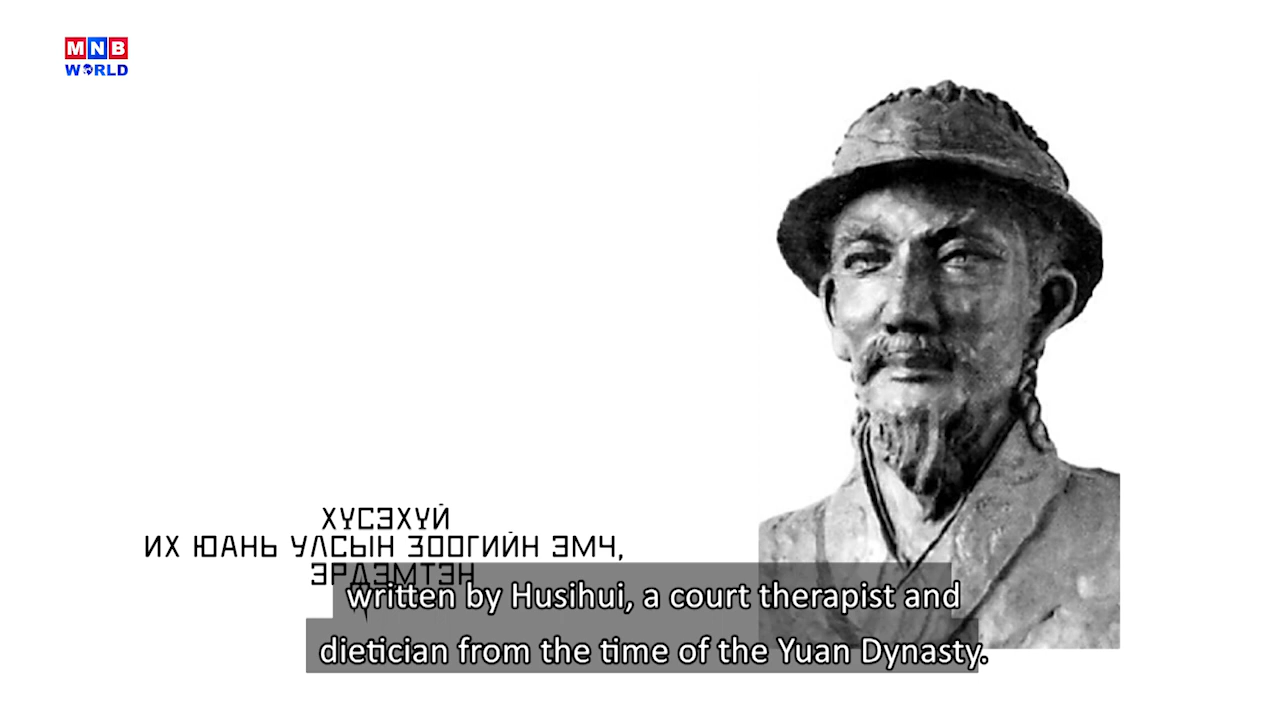 MNB
WORLD
ХҮСЭХҮЙ
ИХ ЮАНЬ УЛСЫН ЗООГИЙН ЭМЧ,
ЭРДЭМТЭН
written by Husihui, a court therapist and
dietician from the time of the Yuan Dynasty.